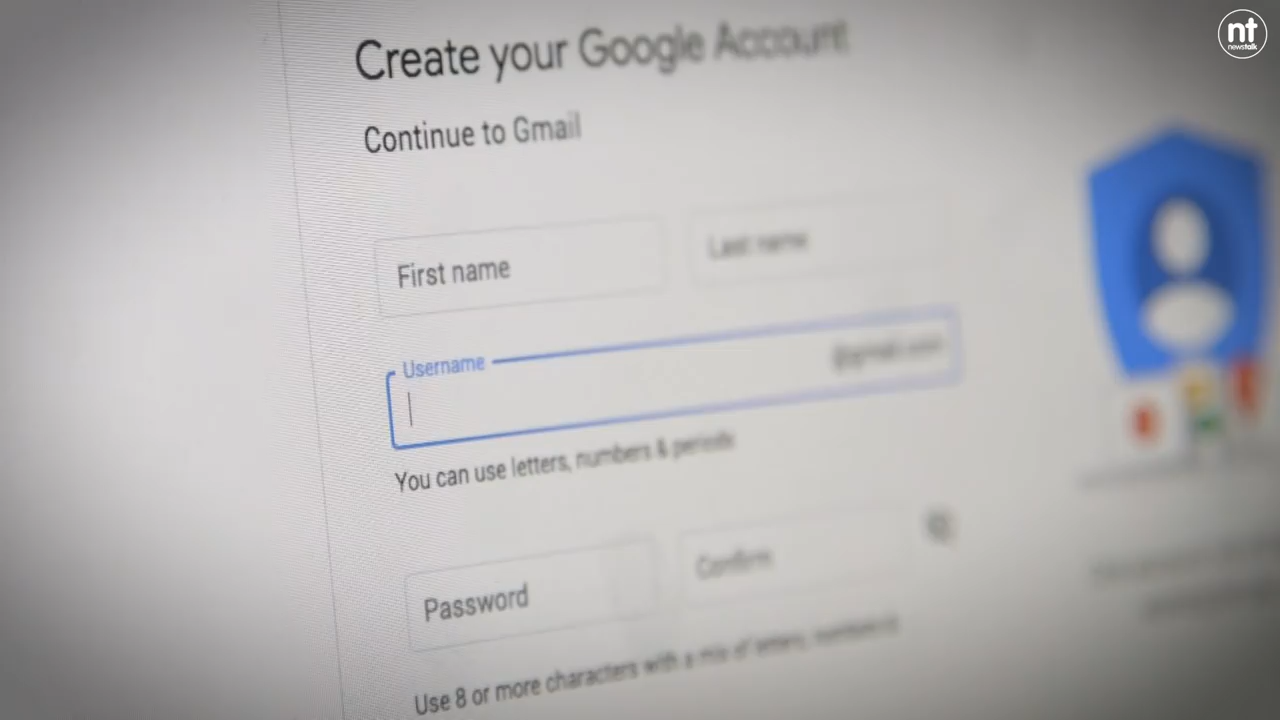 nt
newstalk
Create your Google Account
Continue to Gmail
First name
Last name
Username
@gmail.com
You can use letters, numbers & periods
Password
Confirm
Use 8 or more characters with a mix of letters, numbers &